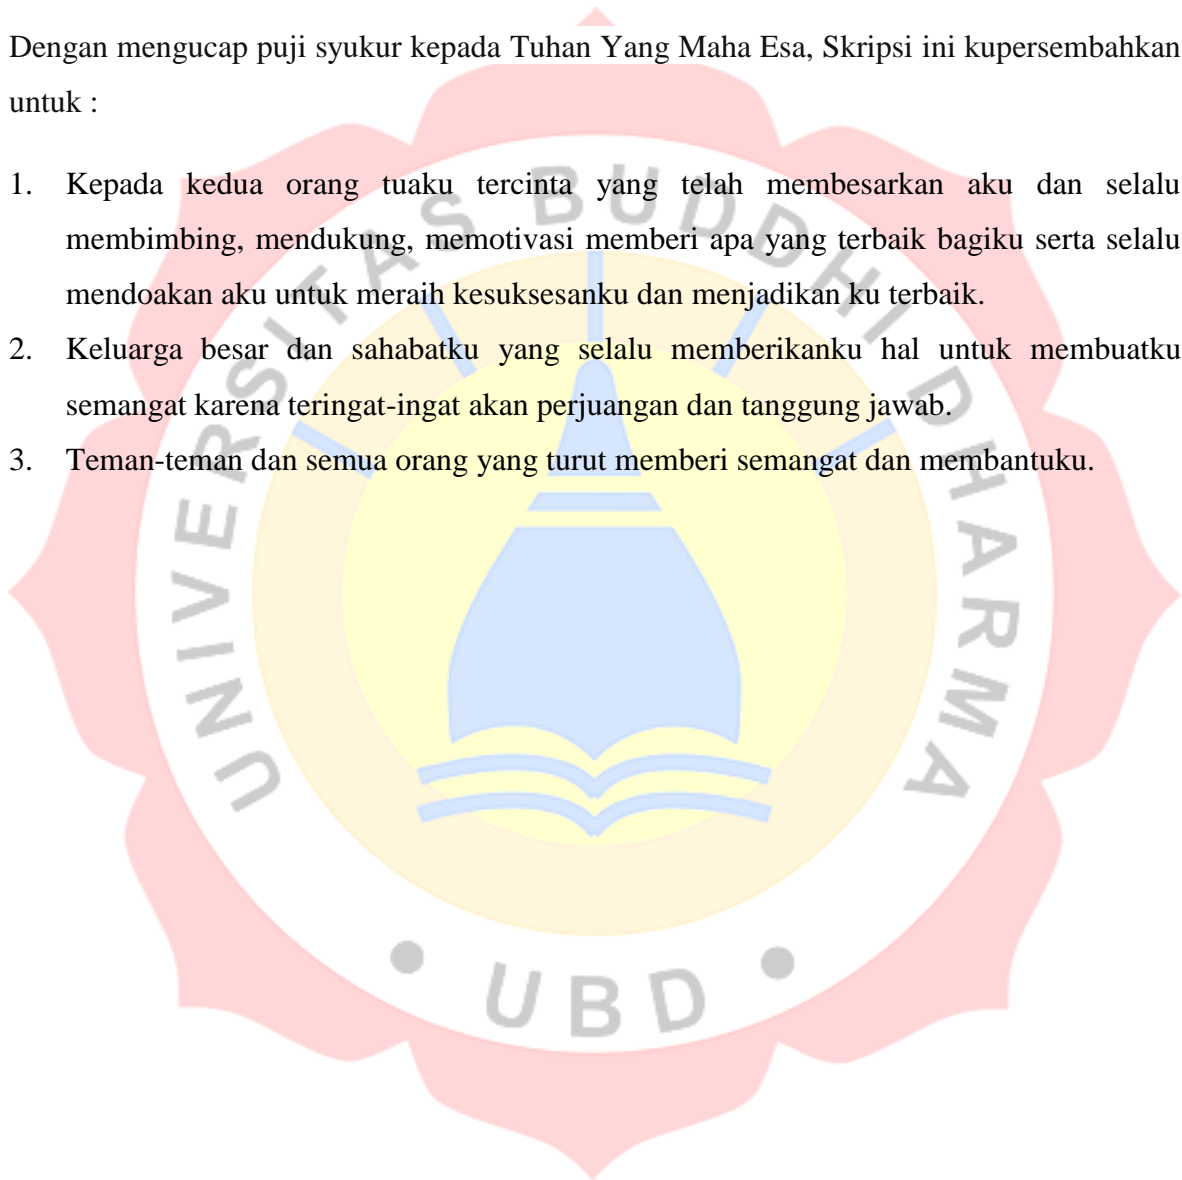 Dengan mengucap puji syukur kepada Tuhan Yang Maha Esa, Skripsi ini kupersembahkan
untuk :
1. Kepada kedua orang tuaku tercinta yang telah membesarkan aku dan selalu
membimbing, mendukung, memotivasi memberi apa yang terbaik bagiku serta selalu
mendoakan aku untuk meraih kesuksesanku dan menjadikan ku terbaik.
2. Keluarga besar dan sahabatku yang selalu memberikanku hal untuk membuatku
semangat karena teringat-ingat akan perjuangan dan tanggung jawab.
3. Teman-teman dan semua orang yang turut memberi semangat dan membantuku.
UNIVERSITAS BUDDHI DHARMA
• UBD •